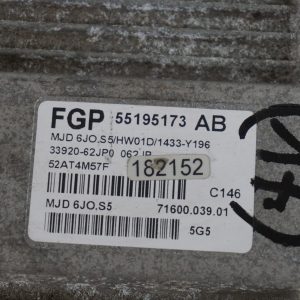 FGP 55195173 AB
MJD 6JO.S5/HW01D/1433-Y196
33920-62JP0 062JP
52AT4M57F 182152
C146
MJD 6JO.S5 71600.039.01
5G5